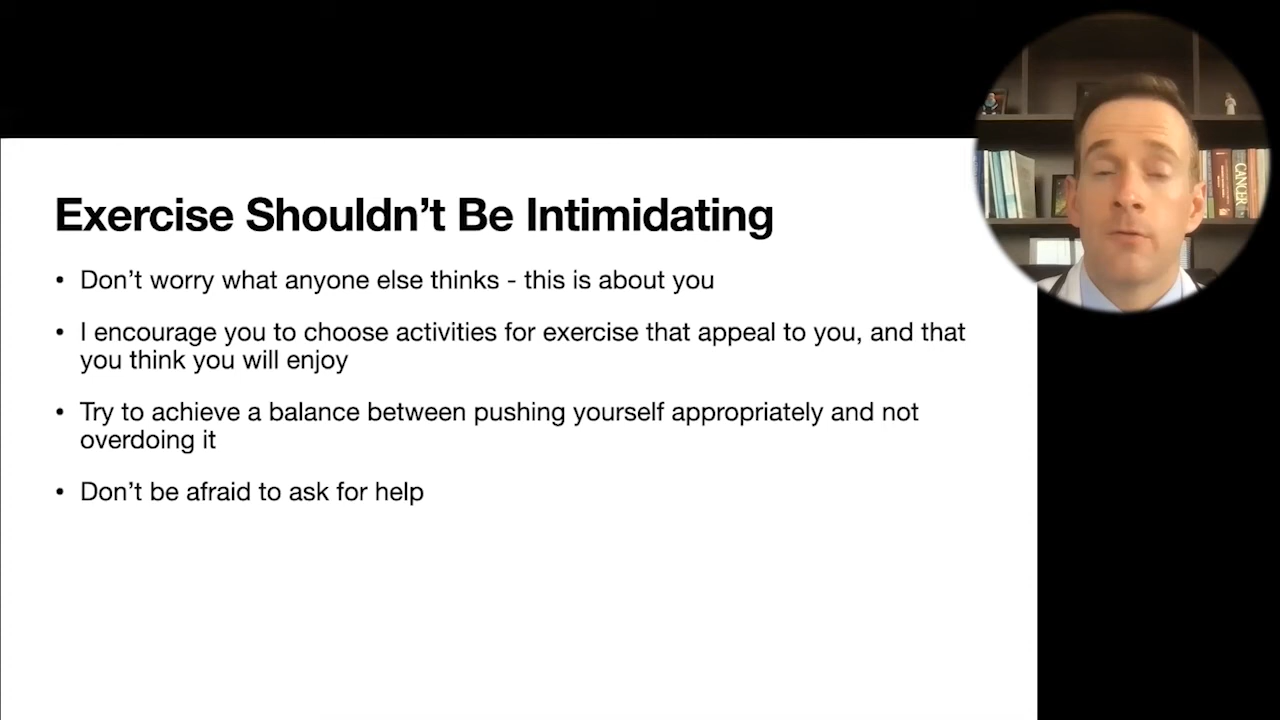 Exercise Shouldn’t Be Intimidating
• Don’t worry what anyone else thinks - this is about you
• I encourage you to choose activities for exercise that appeal to you, and that
you think you will enjoy
• Try to achieve a balance between pushing yourself appropriately and not
overdoing it
• Don’t be afraid to ask for help
CANCER